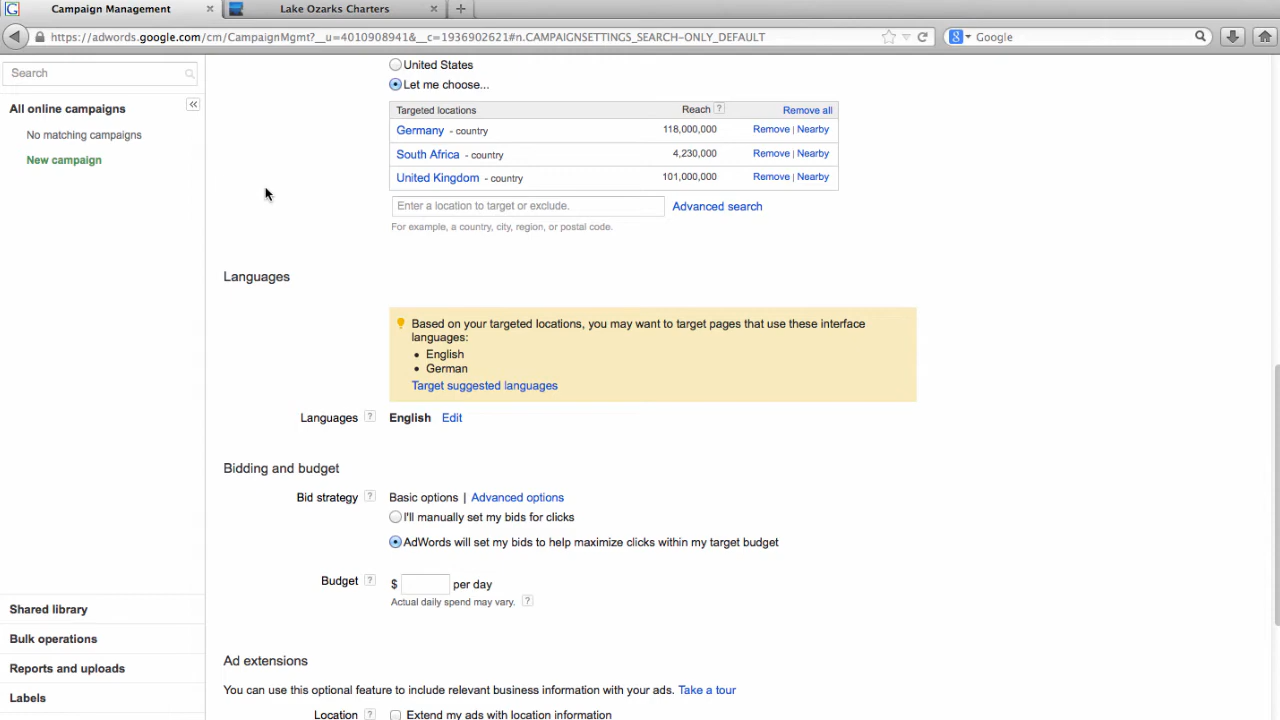 Campaign Management
Lake Ozarks Charters
https://adwords.google.com/cm/CampaignMgmt?__u=4010908941&__c=1936902621#n.CAMPAIGNSETTINGS_SEARCH-ONLY_DEFAULT
Google
Search
All online campaigns
No matching campaigns
New campaign
Shared library
Bulk operations
Reports and uploads
Labels
United States
Let me choose...
Targeted locations Reach ? Remove all
Germany - country 118,000,000 Remove | Nearby
South Africa - country 4,230,000 Remove | Nearby
United Kingdom - country 101,000,000 Remove | Nearby
Enter a location to target or exclude. Advanced search
For example, a country, city, region, or postal code.
Languages
Based on your targeted locations, you may want to target pages that use these interface
languages:
• English
• German
Target suggested languages
Languages ? English Edit
Bidding and budget
Bid strategy ? Basic options | Advanced options
I'll manually set my bids for clicks
AdWords will set my bids to help maximize clicks within my target budget
Budget ? $ per day
Actual daily spend may vary. ?
Ad extensions
You can use this optional feature to include relevant business information with your ads. Take a tour
Location ? Extend my ads with location information